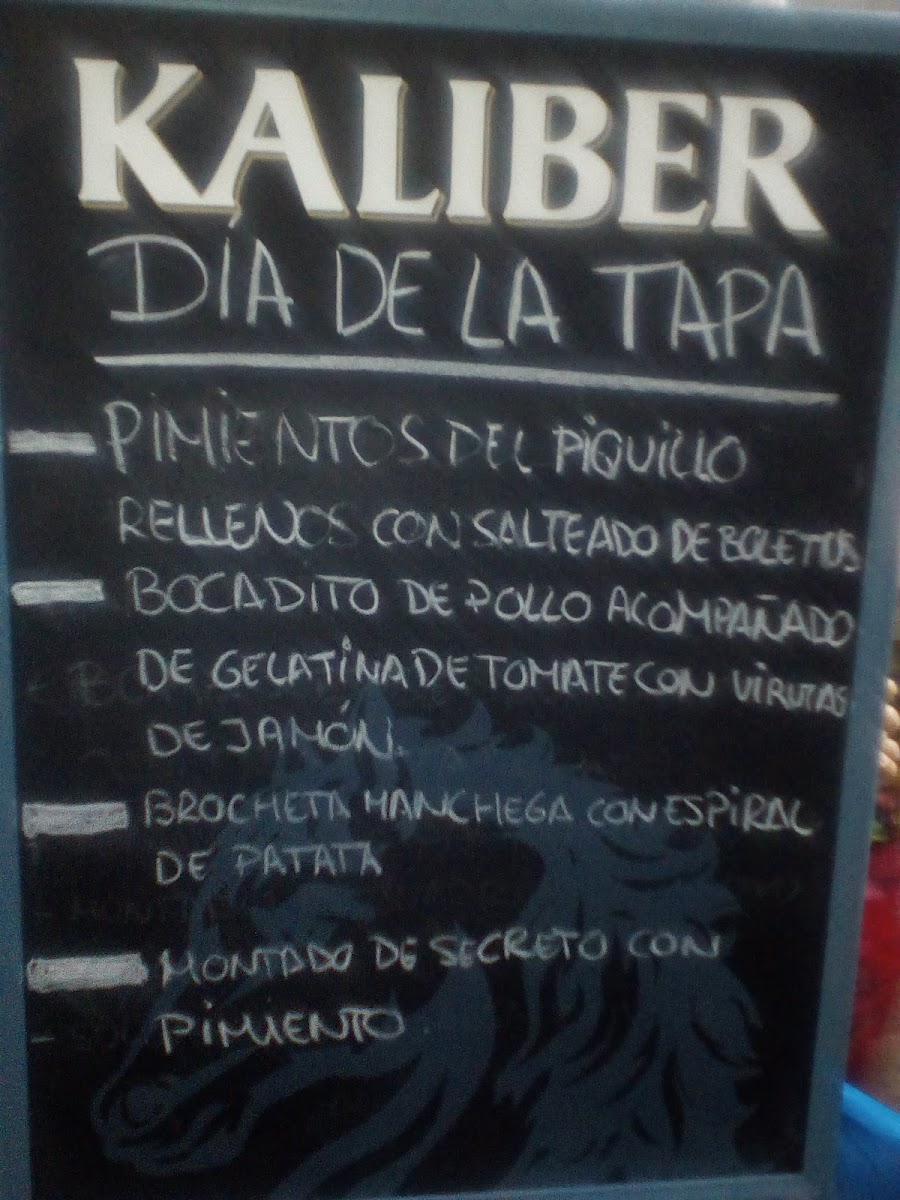 KALIBER
DÍA DE LA TAPA
PIMIENTOS DEL PIQUILLO
RELLENOS CON SALTEADO DE BOLETUS
BOCADITO DE POLLO ACOMPAÑADO
DE GELATINA DE TOMATE CON VIRUTAS
DE JAMÓN.
BROCHETA MANCHEGA CON ESPIRAL
DE PATATA
MONTADO DE SECRETO CON
PIMIENTO